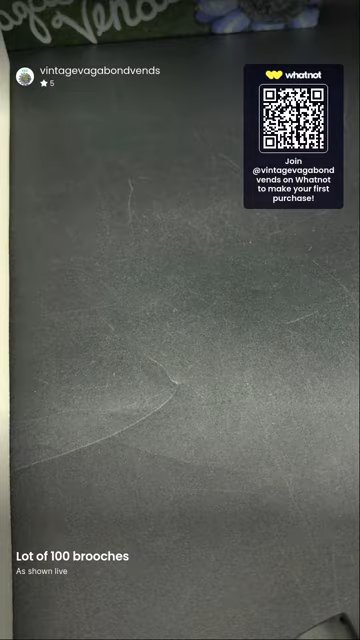 Vend
vintagevagabondvends
★ 5
whatnot
Join
@vintagevagabond
vends on Whatnot
to make your first
purchase!
Lot of 100 brooches
As shown live